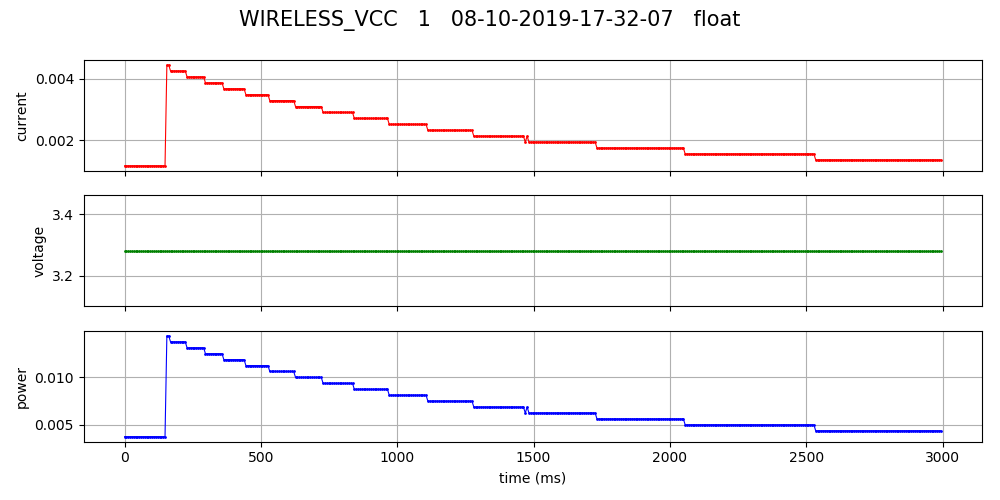 WIRELESS_VCC 1 08-10-2019-17-32-07 float
0.004
0.002
current
3.4
3.2
voltage
0.010
0.005
power
0 500 1000 1500 2000 2500 3000
time (ms)